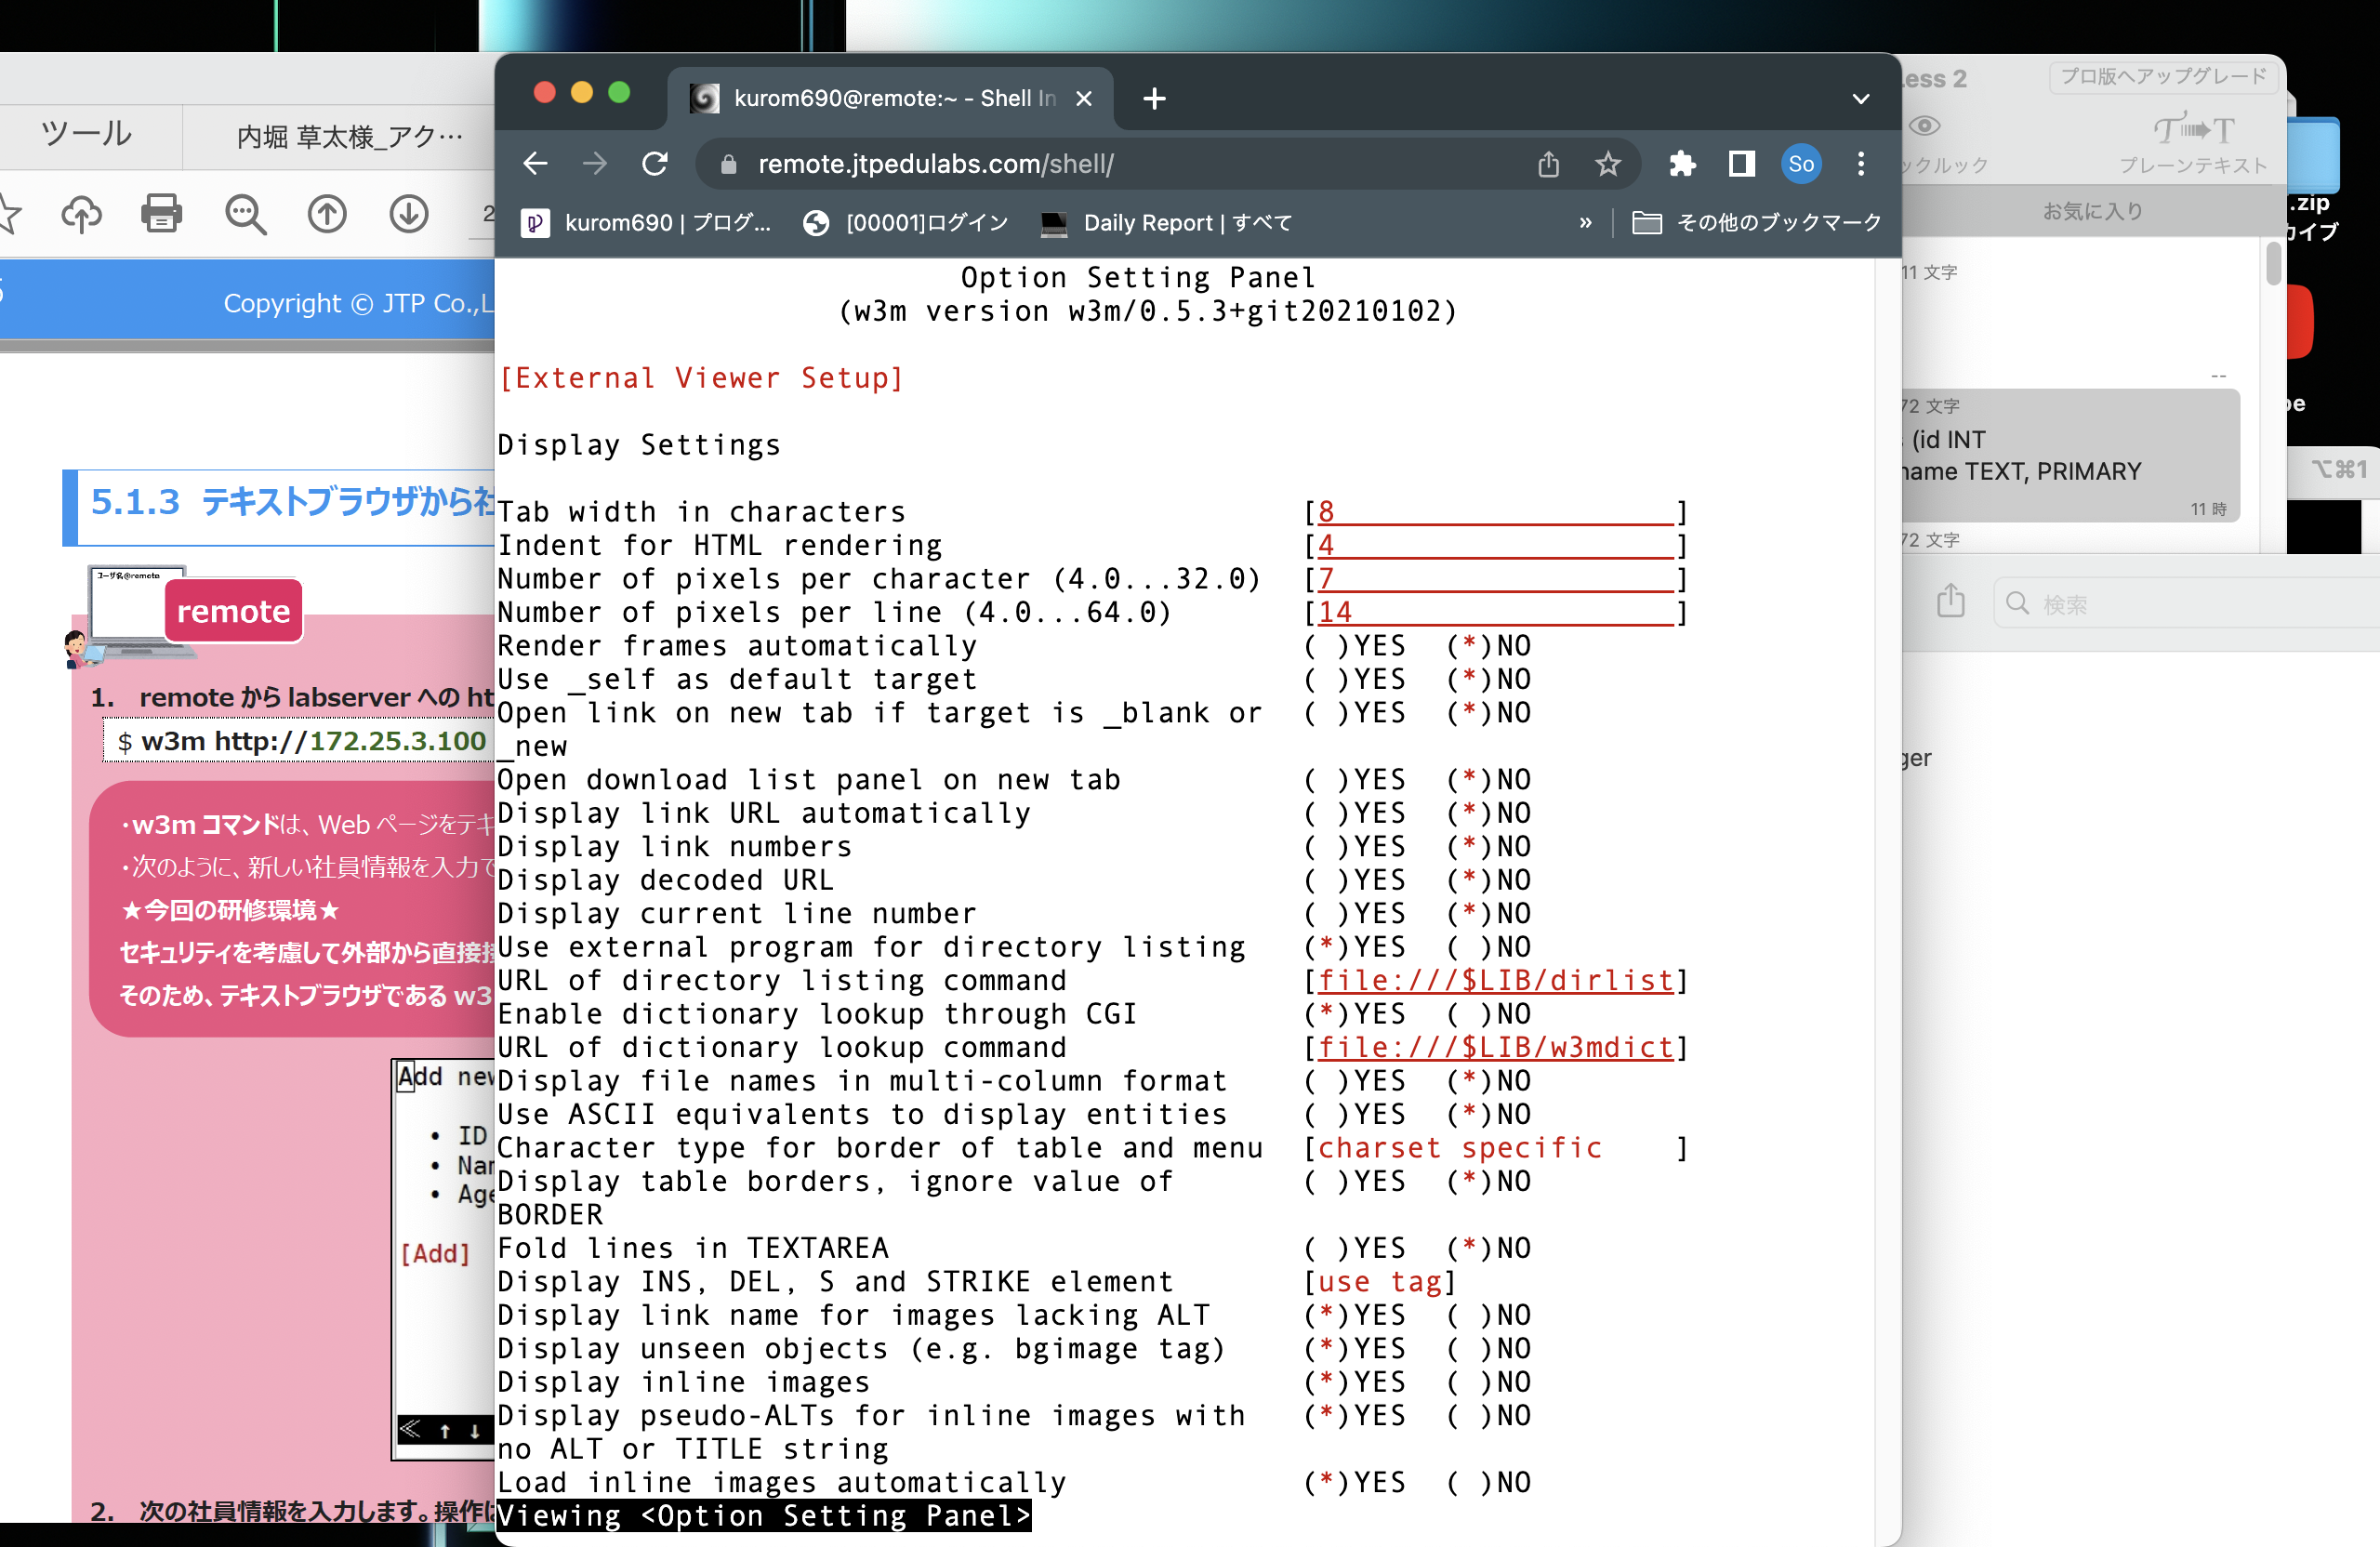 ツール
内堀 草太様_アク…
Copyright © JTP Co.,L
5.1.3 テキストブラウザから社
ユーザ名@remote
remote
1. remote から labserver への ht
$ w3m http://172.25.3.100
・w3m コマンドは、Web ページをテキ
・次のように、新しい社員情報を入力で
★今回の研修環境★
セキュリティを考慮して外部から直接接
そのため、テキストブラウザである w3
Add new
• ID
• Nam
• Age
[Add]
≪ ↑ ↓
2. 次の社員情報を入力します。操作は
kurom690@remote:~ – Shell In
remote.jtpedulabs.com/shell/
So
kurom690 | プログ...
[00001]ログイン
Daily Report | すべて
»
その他のブックマーク
Option Setting Panel
(w3m version w3m/0.5.3+git20210102)
[External Viewer Setup]
Display Settings
Tab width in characters [8]
Indent for HTML rendering [4]
Number of pixels per character (4.0...32.0) [7]
Number of pixels per line (4.0...64.0) [14]
Render frames automatically ( )YES (*)NO
Use _self as default target ( )YES (*)NO
Open link on new tab if target is _blank or ( )YES (*)NO
_new
Open download list panel on new tab ( )YES (*)NO
Display link URL automatically ( )YES (*)NO
Display link numbers ( )YES (*)NO
Display decoded URL ( )YES (*)NO
Display current line number ( )YES (*)NO
Use external program for directory listing (*)YES ( )NO
URL of directory listing command [file:///$LIB/dirlist]
Enable dictionary lookup through CGI (*)YES ( )NO
URL of dictionary lookup command [file:///$LIB/w3mdict]
Display file names in multi-column format ( )YES (*)NO
Use ASCII equivalents to display entities ( )YES (*)NO
Character type for border of table and menu [charset specific ]
Display table borders, ignore value of ( )YES (*)NO
BORDER
Fold lines in TEXTAREA ( )YES (*)NO
Display INS, DEL, S and STRIKE element [use tag]
Display link name for images lacking ALT (*)YES ( )NO
Display unseen objects (e.g. bgimage tag) (*)YES ( )NO
Display inline images (*)YES ( )NO
Display pseudo-ALTs for inline images with (*)YES ( )NO
no ALT or TITLE string
Load inline images automatically (*)YES ( )NO
Viewing <Option Setting Panel>
ess 2
プロ版へアップグレード
ックルック
プレーンテキスト
お気に入り
11 文字
--
72 文字
(id INT
name TEXT, PRIMARY
11 時
72 文字
.zip
カイブ
⌥⌘1
検索
ger